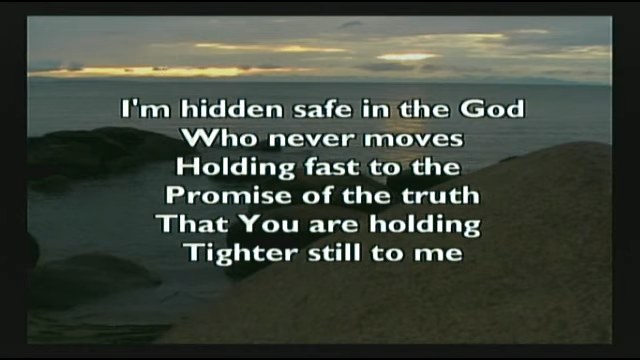 I'm hidden safe in the God
Who never moves
Holding fast to the
Promise of the truth
That You are holding
Tighter still to me